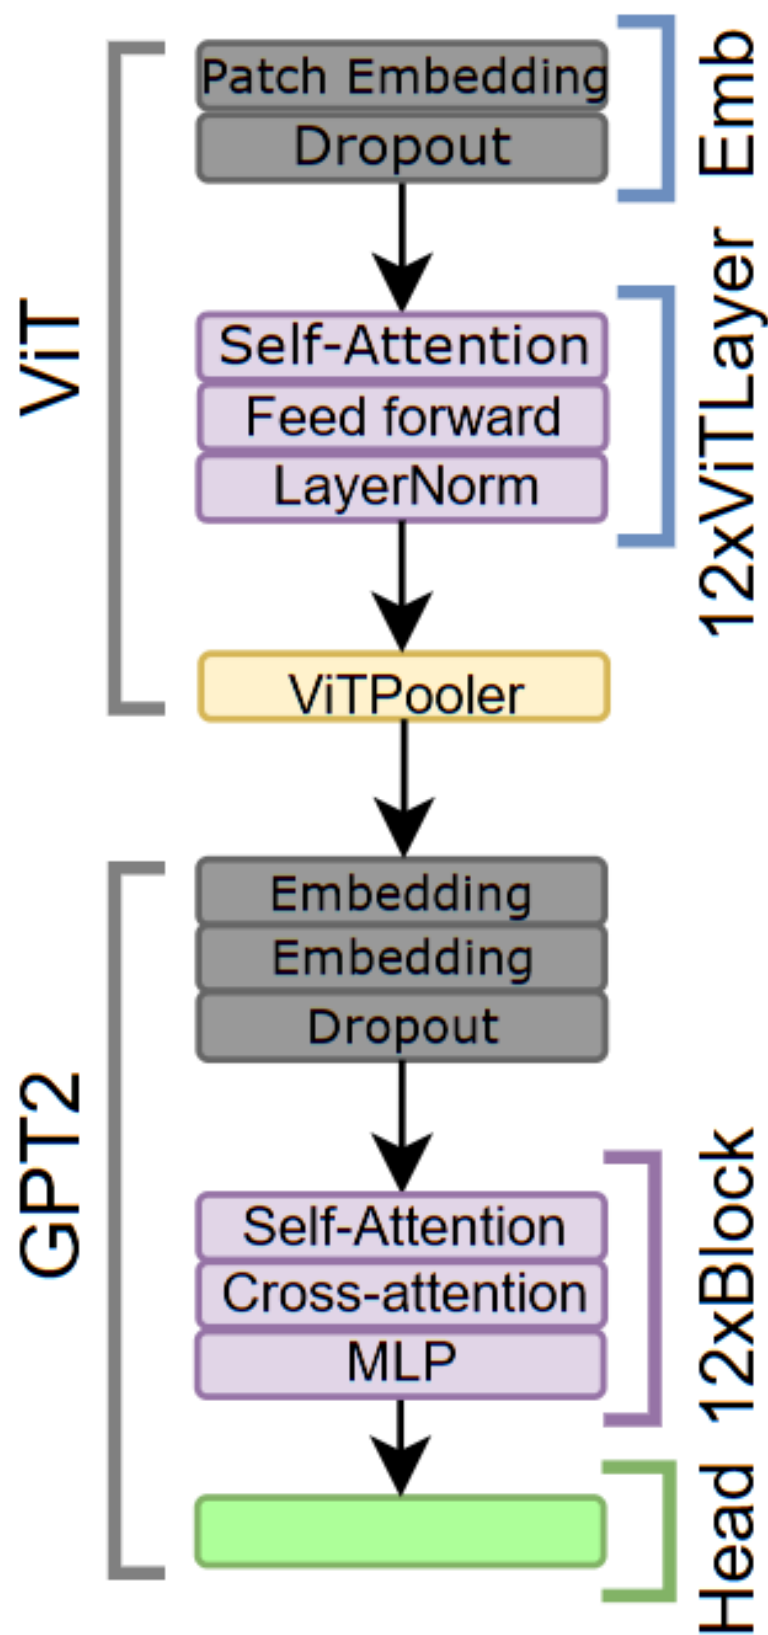 ViT
Patch Embedding
Dropout
Emb
Self-Attention
Feed forward
LayerNorm
12xViTLayer
ViTPooler
GPT2
Embedding
Embedding
Dropout
Self-Attention
Cross-attention
MLP
12xBlock
Head